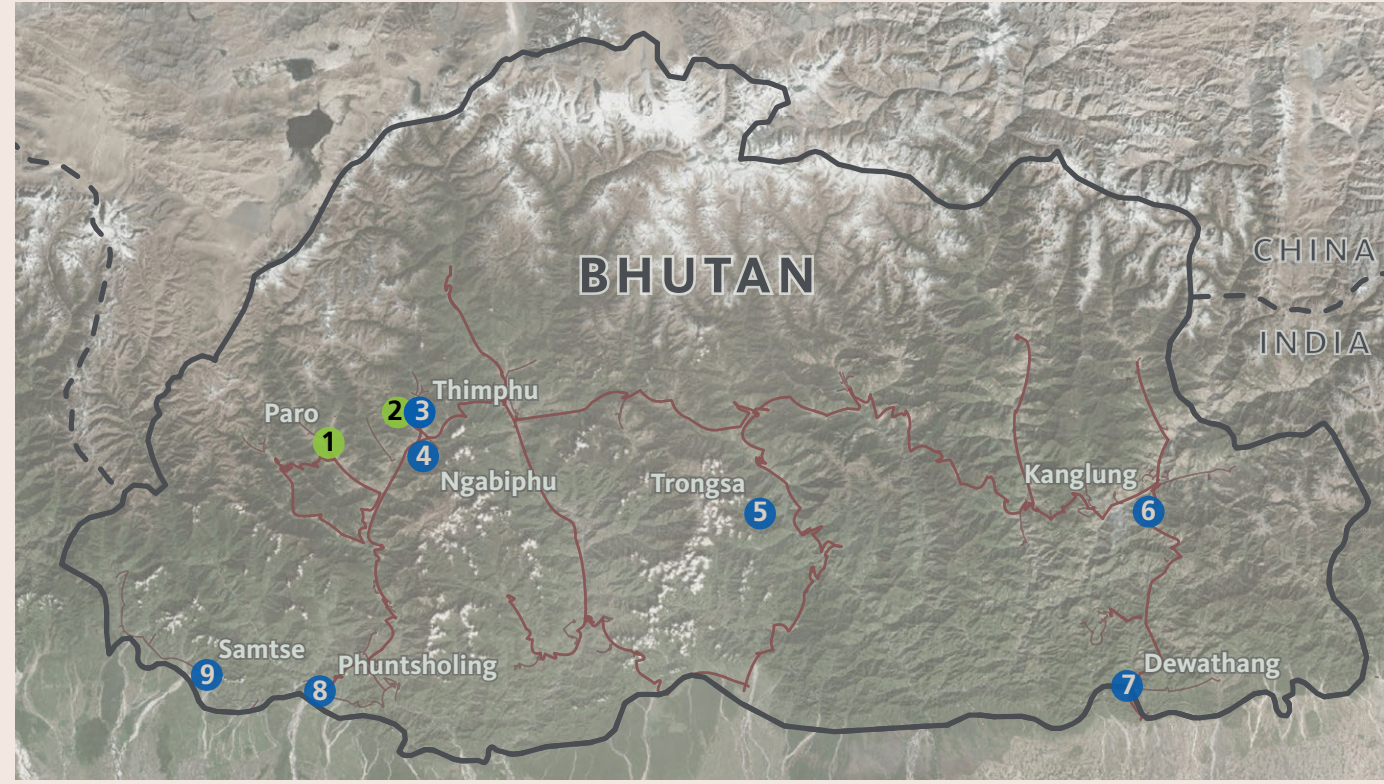 BHUTAN
CHINA
INDIA
Thimphu
2
3
Paro
1
4
Ngabiphu
Trongsa
5
Kanglung
6
Samtse
9
Phuntsholing
8
Dewathang
7